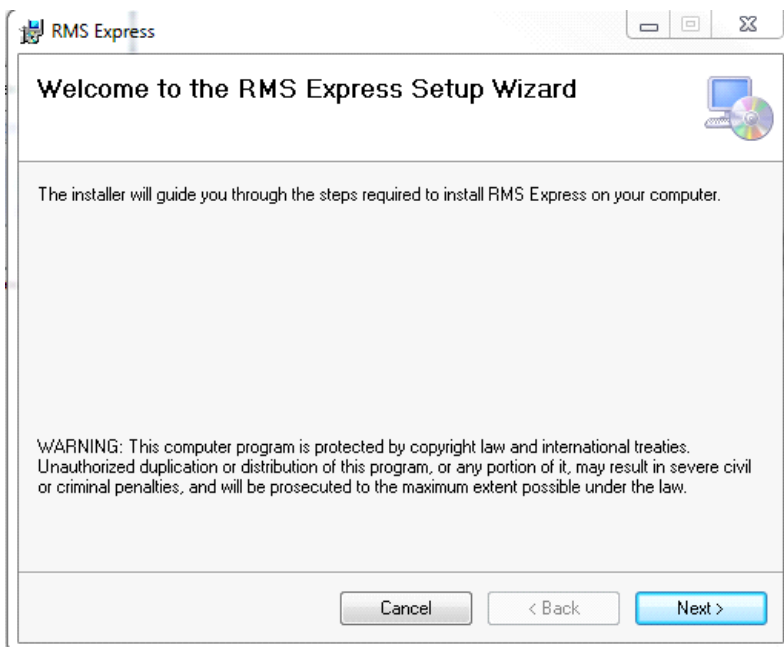 RMS Express
Welcome to the RMS Express Setup Wizard
The installer will guide you through the steps required to install RMS Express on your computer.
WARNING: This computer program is protected by copyright law and international treaties.
Unauthorized duplication or distribution of this program, or any portion of it, may result in severe civil
or criminal penalties, and will be prosecuted to the maximum extent possible under the law.
Cancel
< Back
Next >